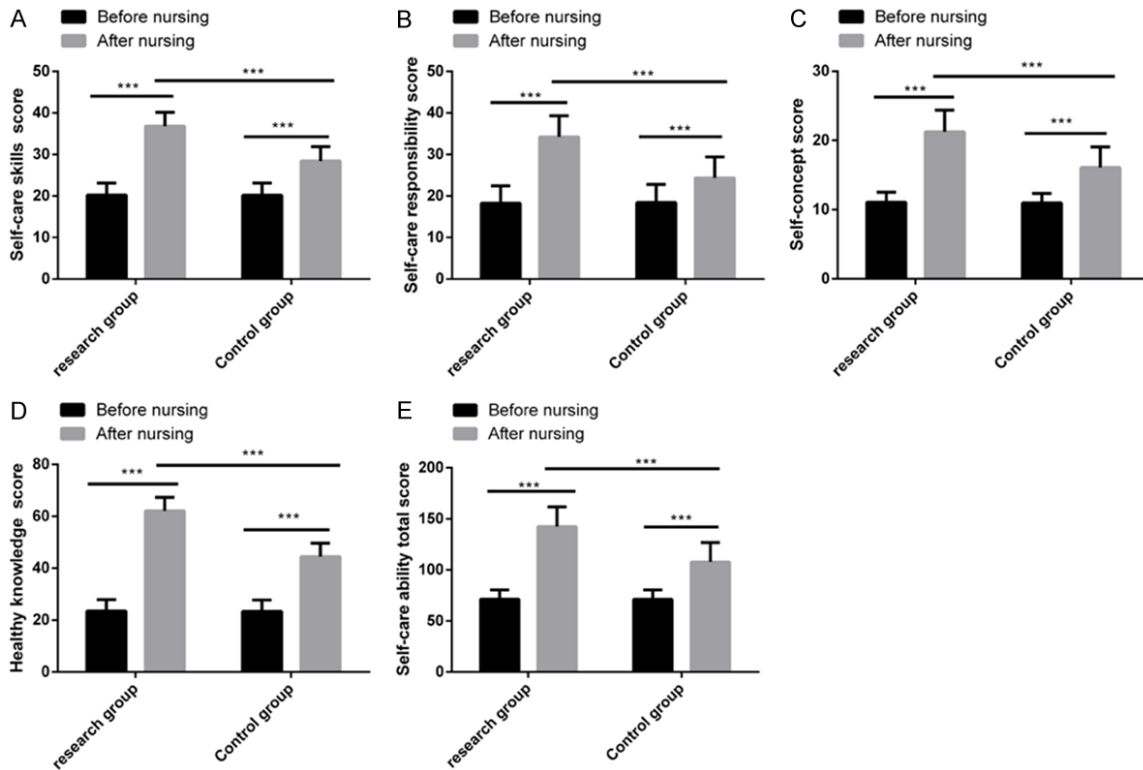 A
Before nursing
After nursing
Self-care skills score
50
40
30
20
10
0
***
***
***
research group
Control group
B
Before nursing
After nursing
Self-care responsibility score
50
40
30
20
10
0
***
***
***
research group
Control group
C
Before nursing
After nursing
Self-concept score
30
20
10
0
***
***
***
research group
Control group
D
Before nursing
After nursing
Healthy knowledge score
80
60
40
20
0
***
***
***
research group
Control group
E
Before nursing
After nursing
Self-care ability total score
200
150
100
50
0
***
***
***
research group
Control group